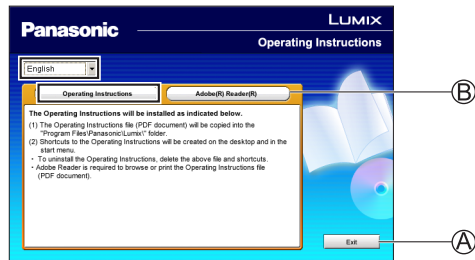 Panasonic
LUMIX
Operating Instructions
English
Operating Instructions
Adobe(R) Reader(R)
B
The Operating Instructions will be installed as indicated below.
(1) The Operating Instructions file (PDF document) will be copied into the
"Program Files\Panasonic\Lumix\" folder.
(2) Shortcuts to the Operating Instructions will be created on the desktop and in the
start menu.
・ To uninstall the Operating Instructions, delete the above file and shortcuts.
・ Adobe Reader is required to browse or print the Operating Instructions file
(PDF document).
Exit
A